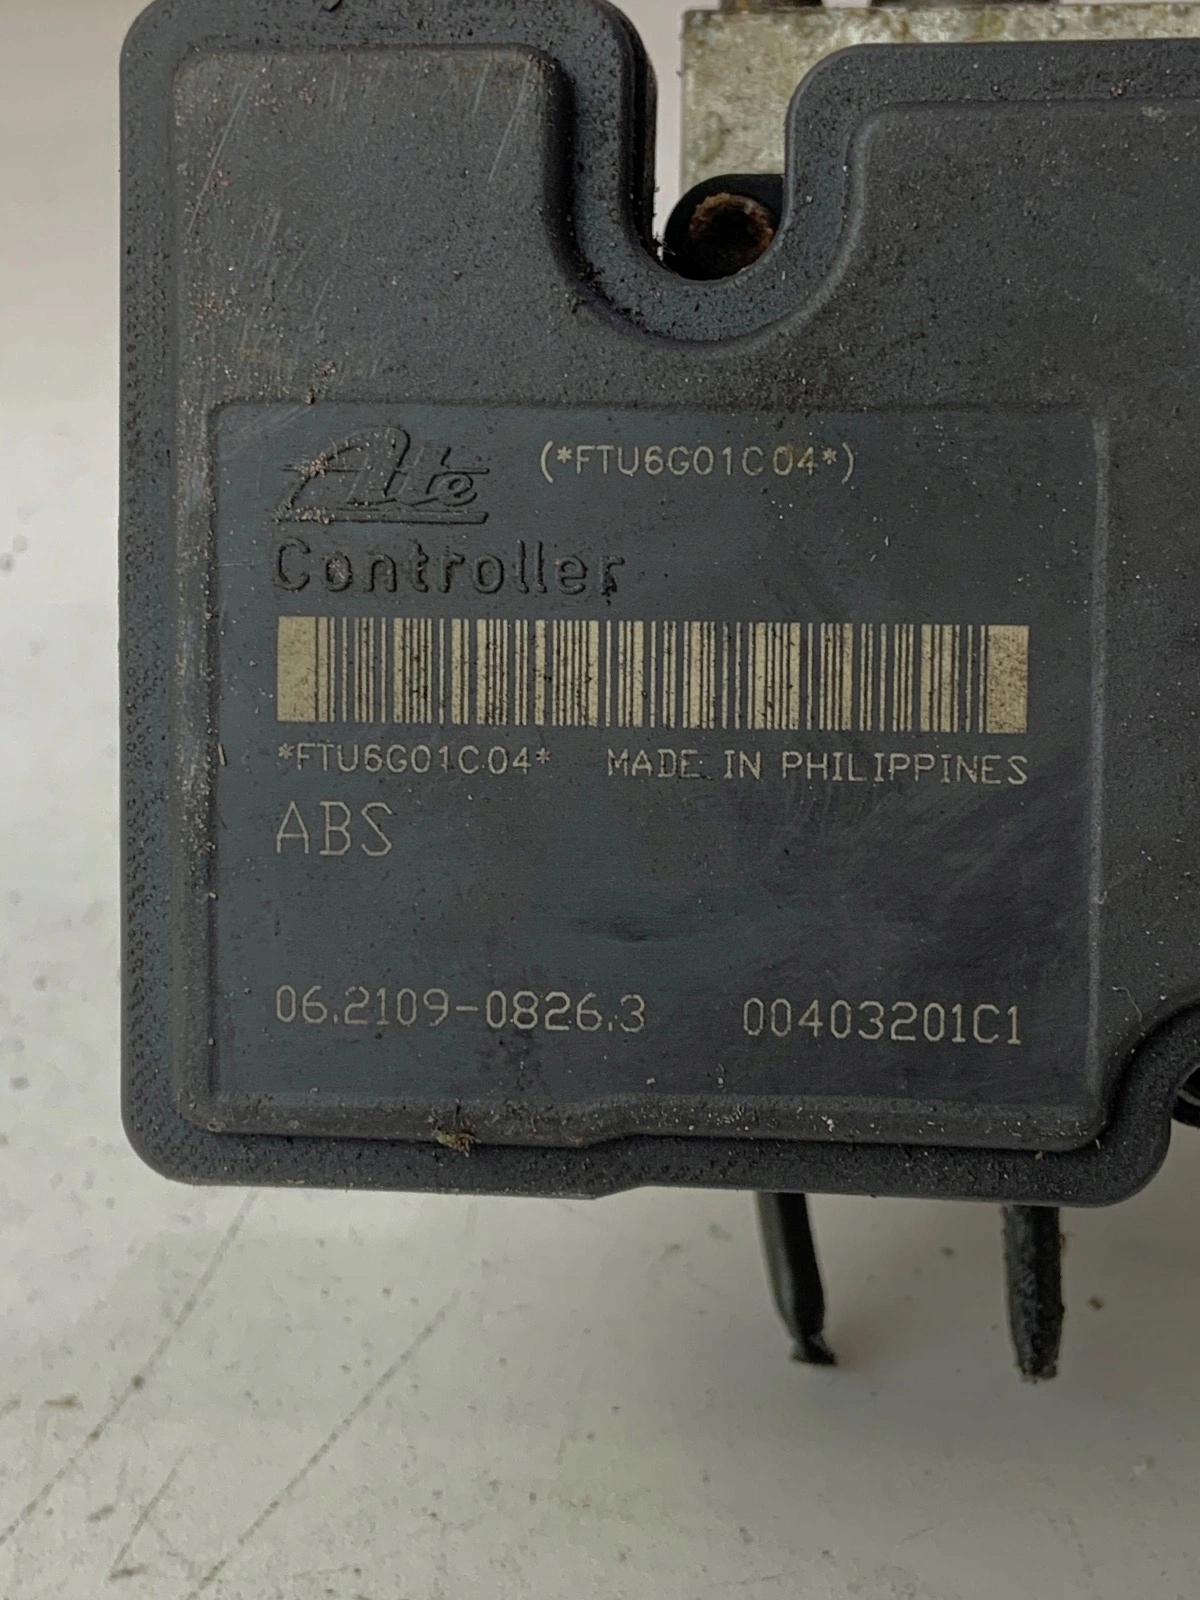 Ate (*FTU6G01C04*)
Controller
*FTU6G01C04* MADE IN PHILIPPINES
ABS
06.2109-0826.3 00403201C1